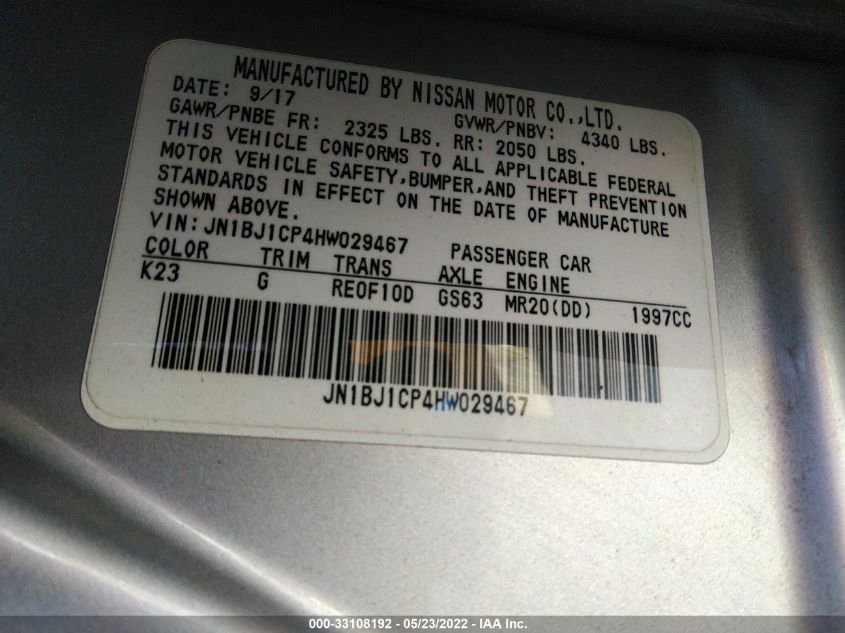 MANUFACTURED BY NISSAN MOTOR CO.,LTD.
DATE: 9/17 GVWR/PNBV: 4340 LBS.
GAWR/PNBE FR: 2325 LBS. RR: 2050 LBS.
THIS VEHICLE CONFORMS TO ALL APPLICABLE FEDERAL
MOTOR VEHICLE SAFETY,BUMPER,AND THEFT PREVENTION
STANDARDS IN EFFECT ON THE DATE OF MANUFACTURE
SHOWN ABOVE.
VIN:JN1BJ1CP4HW029467 PASSENGER CAR
COLOR TRIM TRANS AXLE ENGINE
K23 G RE0F10D GS63 MR20(DD) 1997CC
JN1BJ1CP4HW029467
000-33108192 - 05/23/2022 - IAA Inc.